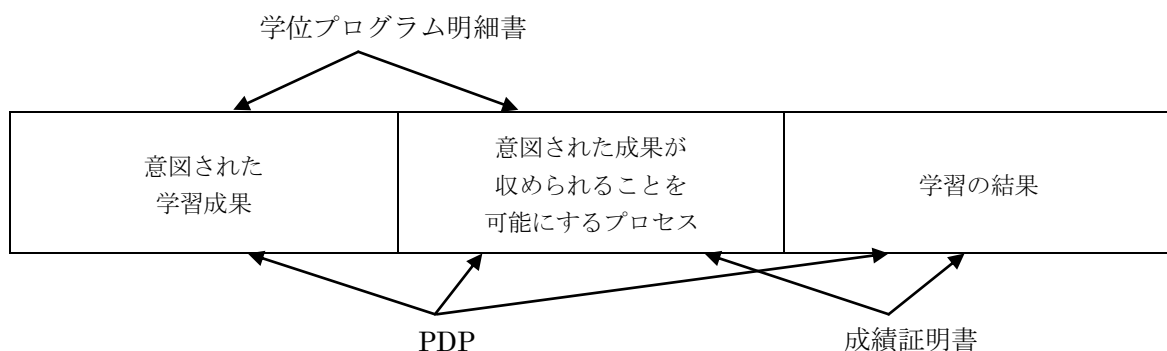 学位プログラム明細書
意図された
学習成果
意図された成果が
収められることを
可能にするプロセス
学習の結果
PDP
成績証明書